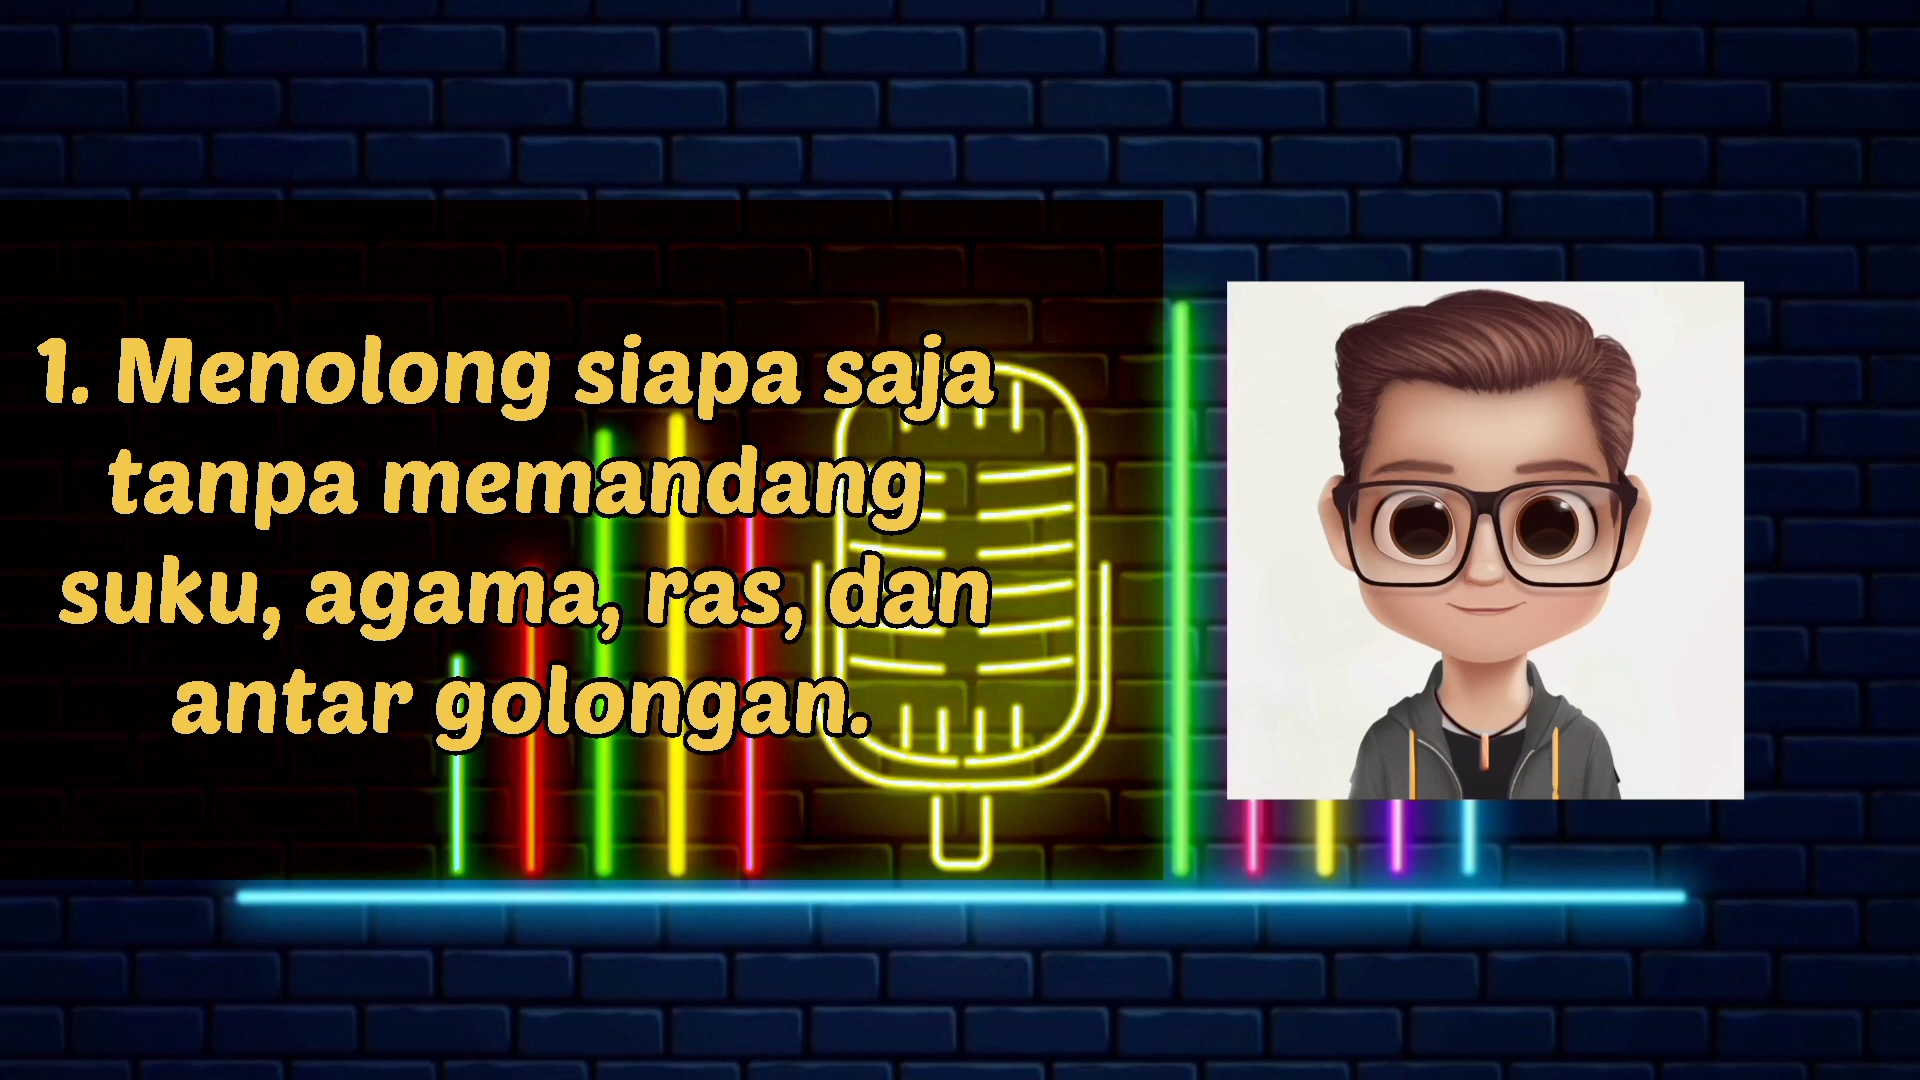 1. Menolong siapa saja
tanpa memandang
suku, agama, ras, dan
antar golongan.